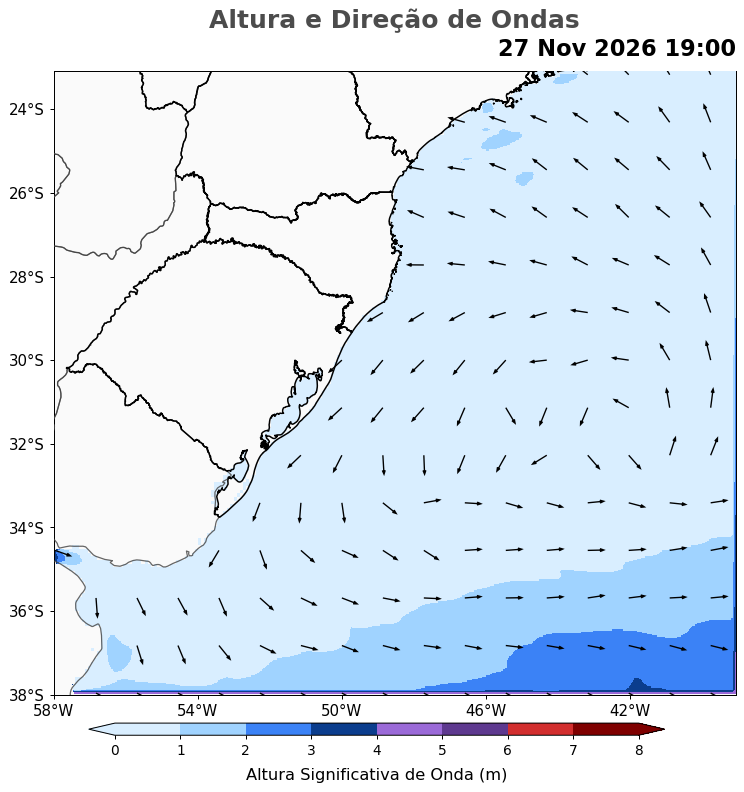 Altura e Direção de Ondas
27 Nov 2026 19:00
24°S
26°S
28°S
30°S
32°S
34°S
36°S
38°S
58°W 54°W 50°W 46°W 42°W
0 1 2 3 4 5 6 7 8
Altura Significativa de Onda (m)